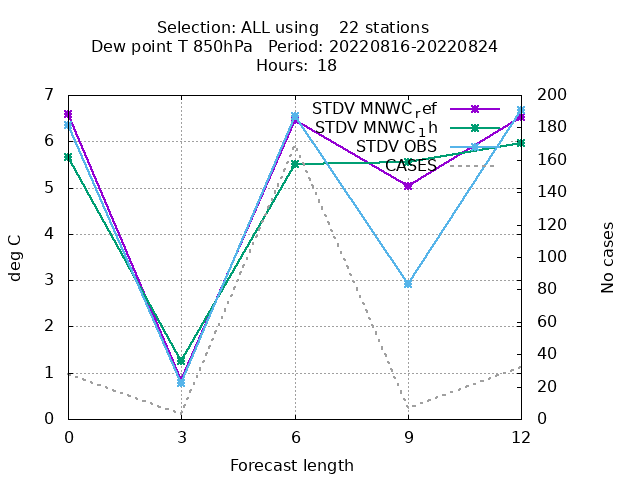 Selection: ALL using    22 stations
Dew point T 850hPa   Period: 20220816-20220824
Hours: 18
STDV MNWC_ref
STDV MNWC_1h
STDV OBS
CASES
7
6
5
4
3
2
1
0
200
180
160
140
120
100
80
60
40
20
0
deg C
No cases
0 3 6 9 12
Forecast length